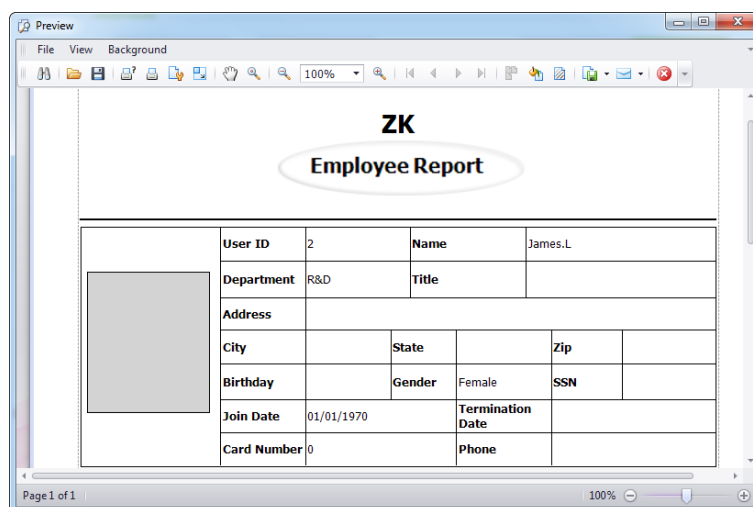 Preview
File View Background
100%
ZK
Employee Report
User ID 2 Name James.L
Department R&D Title
Address
City State Zip
Birthday Gender Female SSN
Join Date 01/01/1970 Termination Date
Card Number 0 Phone
Page 1 of 1 100%